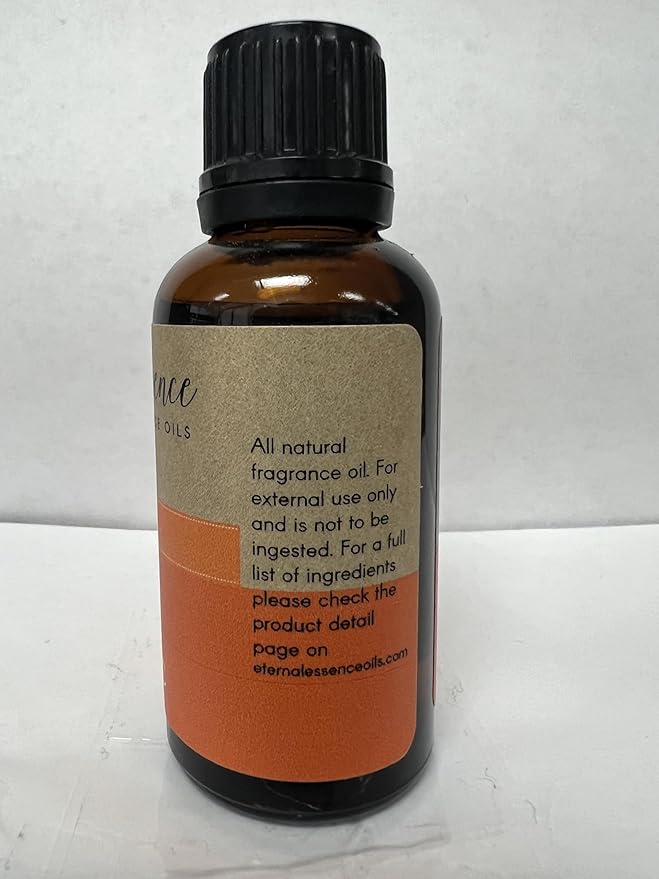 OILS
All natural
fragrance oil. For
external use only
and is not to be
ingested. For a full
list of ingredients
please check the
product detail
page on
eternalessenceoils.com